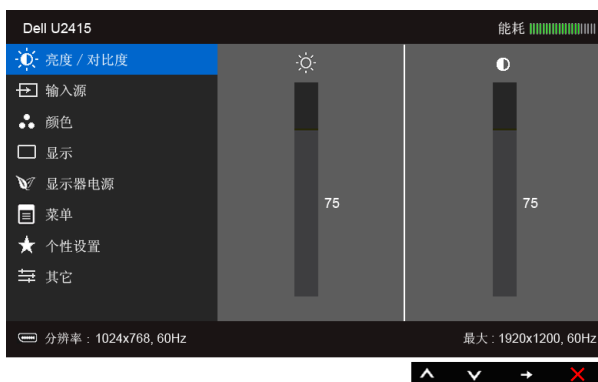 Dell U2415 能耗
亮度 / 对比度
输入源
颜色
显示
显示器电源
菜单
个性设置
其它
75 75
分辨率 : 1024x768, 60Hz 最大 : 1920x1200, 60Hz